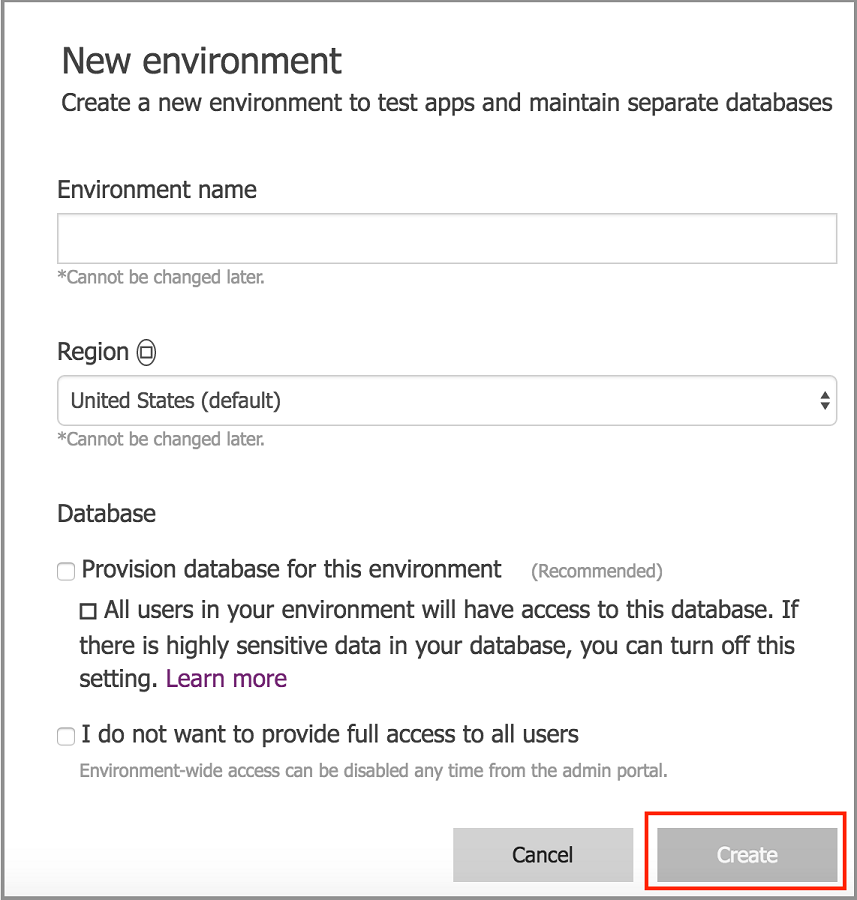 New environment
Create a new environment to test apps and maintain separate databases
Environment name
*Cannot be changed later.
Region
United States (default)
*Cannot be changed later.
Database
Provision database for this environment (Recommended)
All users in your environment will have access to this database. If
there is highly sensitive data in your database, you can turn off this
setting. Learn more
I do not want to provide full access to all users
Environment-wide access can be disabled any time from the admin portal.
Cancel Create